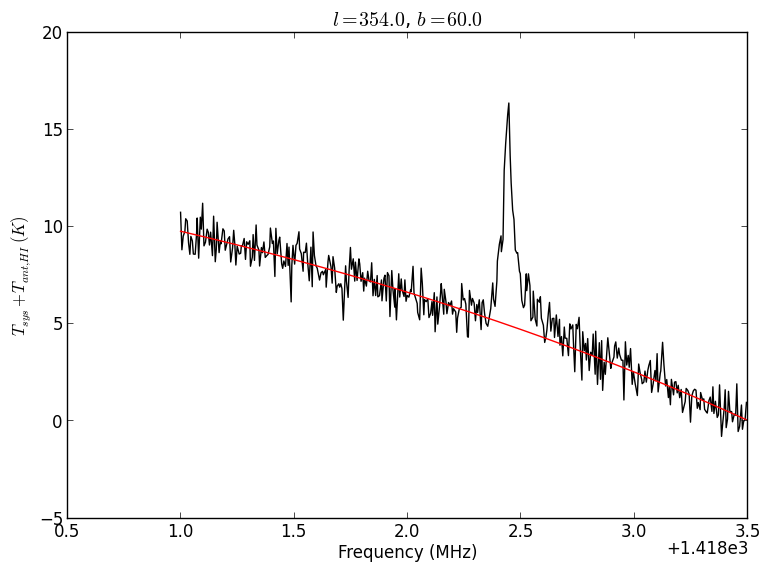 l = 354.0, b = 60.0
20
15
10
5
0
−5
T_sys + T_ant,HI (K)
0.5 1.0 1.5 2.0 2.5 3.0 3.5
+1.418e3
Frequency (MHz)